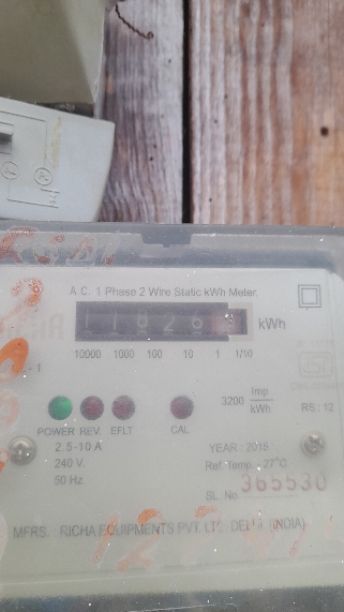 A.C. 1 Phase 2 Wire Static kWh Meter.
11826
kWh
10000 1000 100 10 1 1/10
3200 Imp
kWh
RS: 12
POWER REV. EFLT CAL
2.5-10 A
240 V.
50 Hz.
YEARː 2015
Ref. Temp. 27°C
SL. No. 365530
MFRS. : RICHA EQUIPMENTS PVT. LTD. DELHI (INDIA)